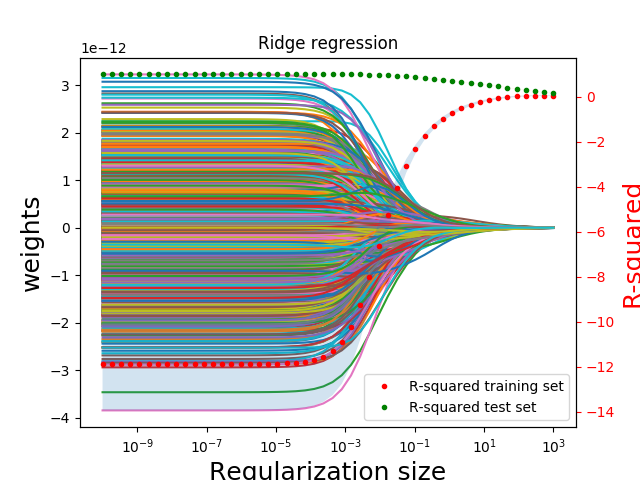 Ridge regression
1e−12
3
2
1
0
−1
−2
−3
−4
weights
0
−2
−4
−6
−8
−10
−12
−14
R-squared
R-squared training set
R-squared test set
10⁻⁹ 10⁻⁷ 10⁻⁵ 10⁻³ 10⁻¹ 10¹ 10³
Regularization size